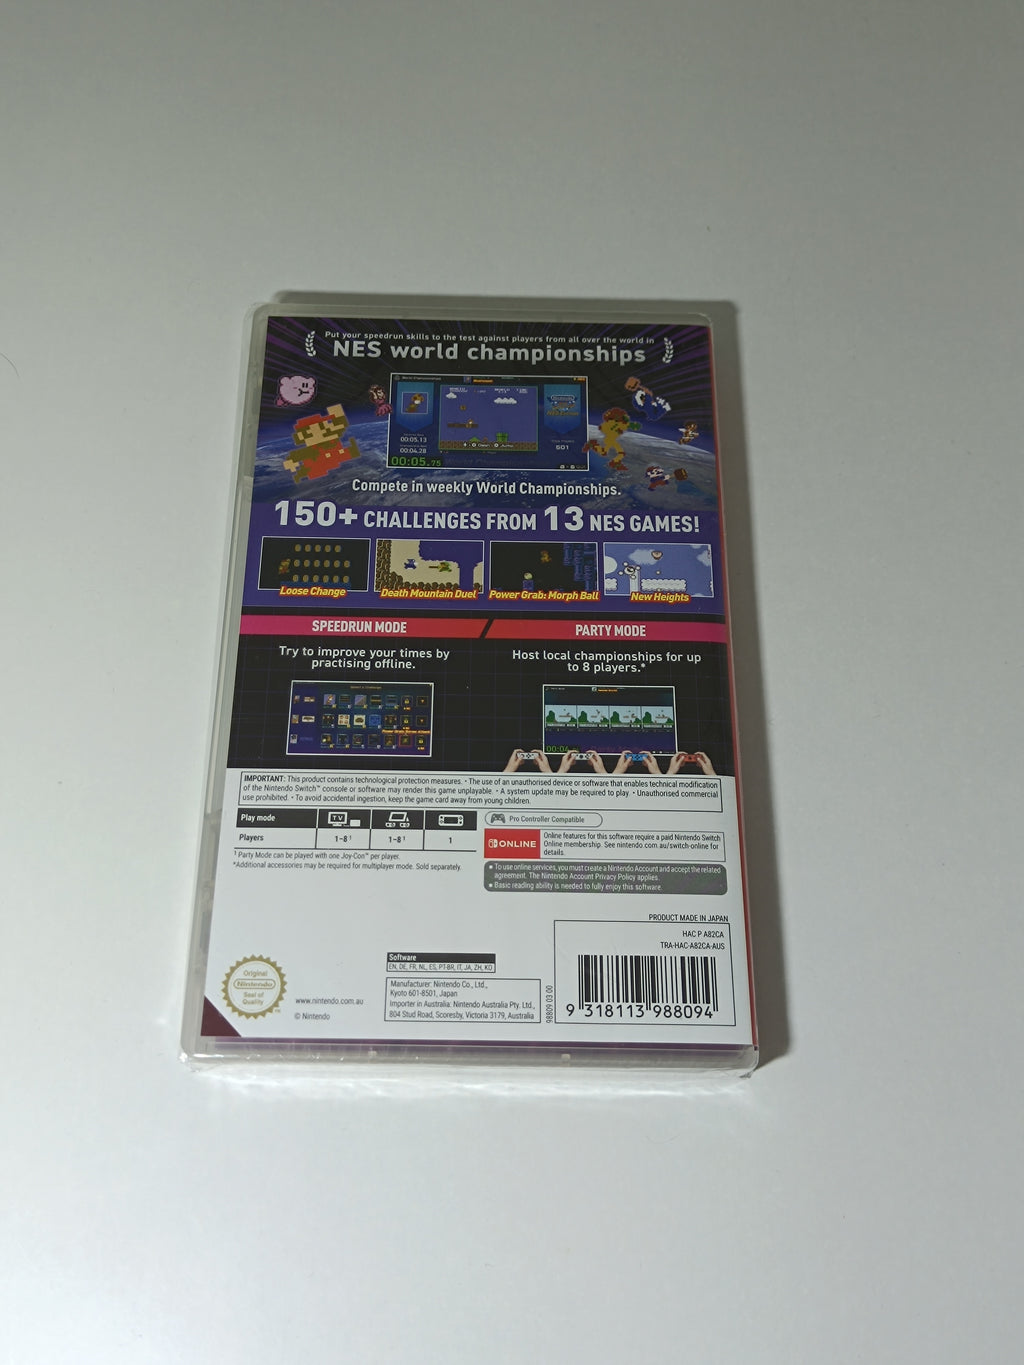 Put your speedrun skills to the test against players from all over the world in
NES world championships
00:05.13
00:04.28
00:05.75
601
Compete in weekly World Championships.
150+ CHALLENGES FROM 13 NES GAMES!
Loose Change
Death Mountain Duel
Power Grab: Morph Ball
New Heights
SPEEDRUN MODE
PARTY MODE
Try to improve your times by
practising offline.
Host local championships for up
to 8 players.*
IMPORTANT: This product contains technological protection measures. • The use of an unauthorised device or software that enables technical modification
of the Nintendo Switch™ console or software may render this game unplayable. • A system update may be required to play. • Unauthorised commercial
use prohibited. • To avoid accidental ingestion, keep the game card away from young children.
Play mode
TV
Players
1-8¹
1-8¹
1
¹ Party Mode can be played with one Joy-Con™ per player.
*Additional accessories may be required for multiplayer mode. Sold separately.
Pro Controller Compatible
ONLINE
Online features for this software require a paid Nintendo Switch
Online membership. See nintendo.com.au/switch-online for
details.
• To use online services, you must create a Nintendo Account and accept the related
agreement. The Nintendo Account Privacy Policy applies.
• Basic reading ability is needed to fully enjoy this software.
PRODUCT MADE IN JAPAN
HAC P A82CA
TRA-HAC-A82CA-AUS
Software
EN, DE, FR, NL, ES, PT-BR, IT, JA, ZH, KO
Manufacturer: Nintendo Co., Ltd.,
Kyoto 601-8501, Japan
Importer in Australia: Nintendo Australia Pty. Ltd.,
804 Stud Road, Scoresby, Victoria 3179, Australia
98809 03 00
9 318113 988094
Original
Nintendo
Seal of
Quality
www.nintendo.com.au
© Nintendo